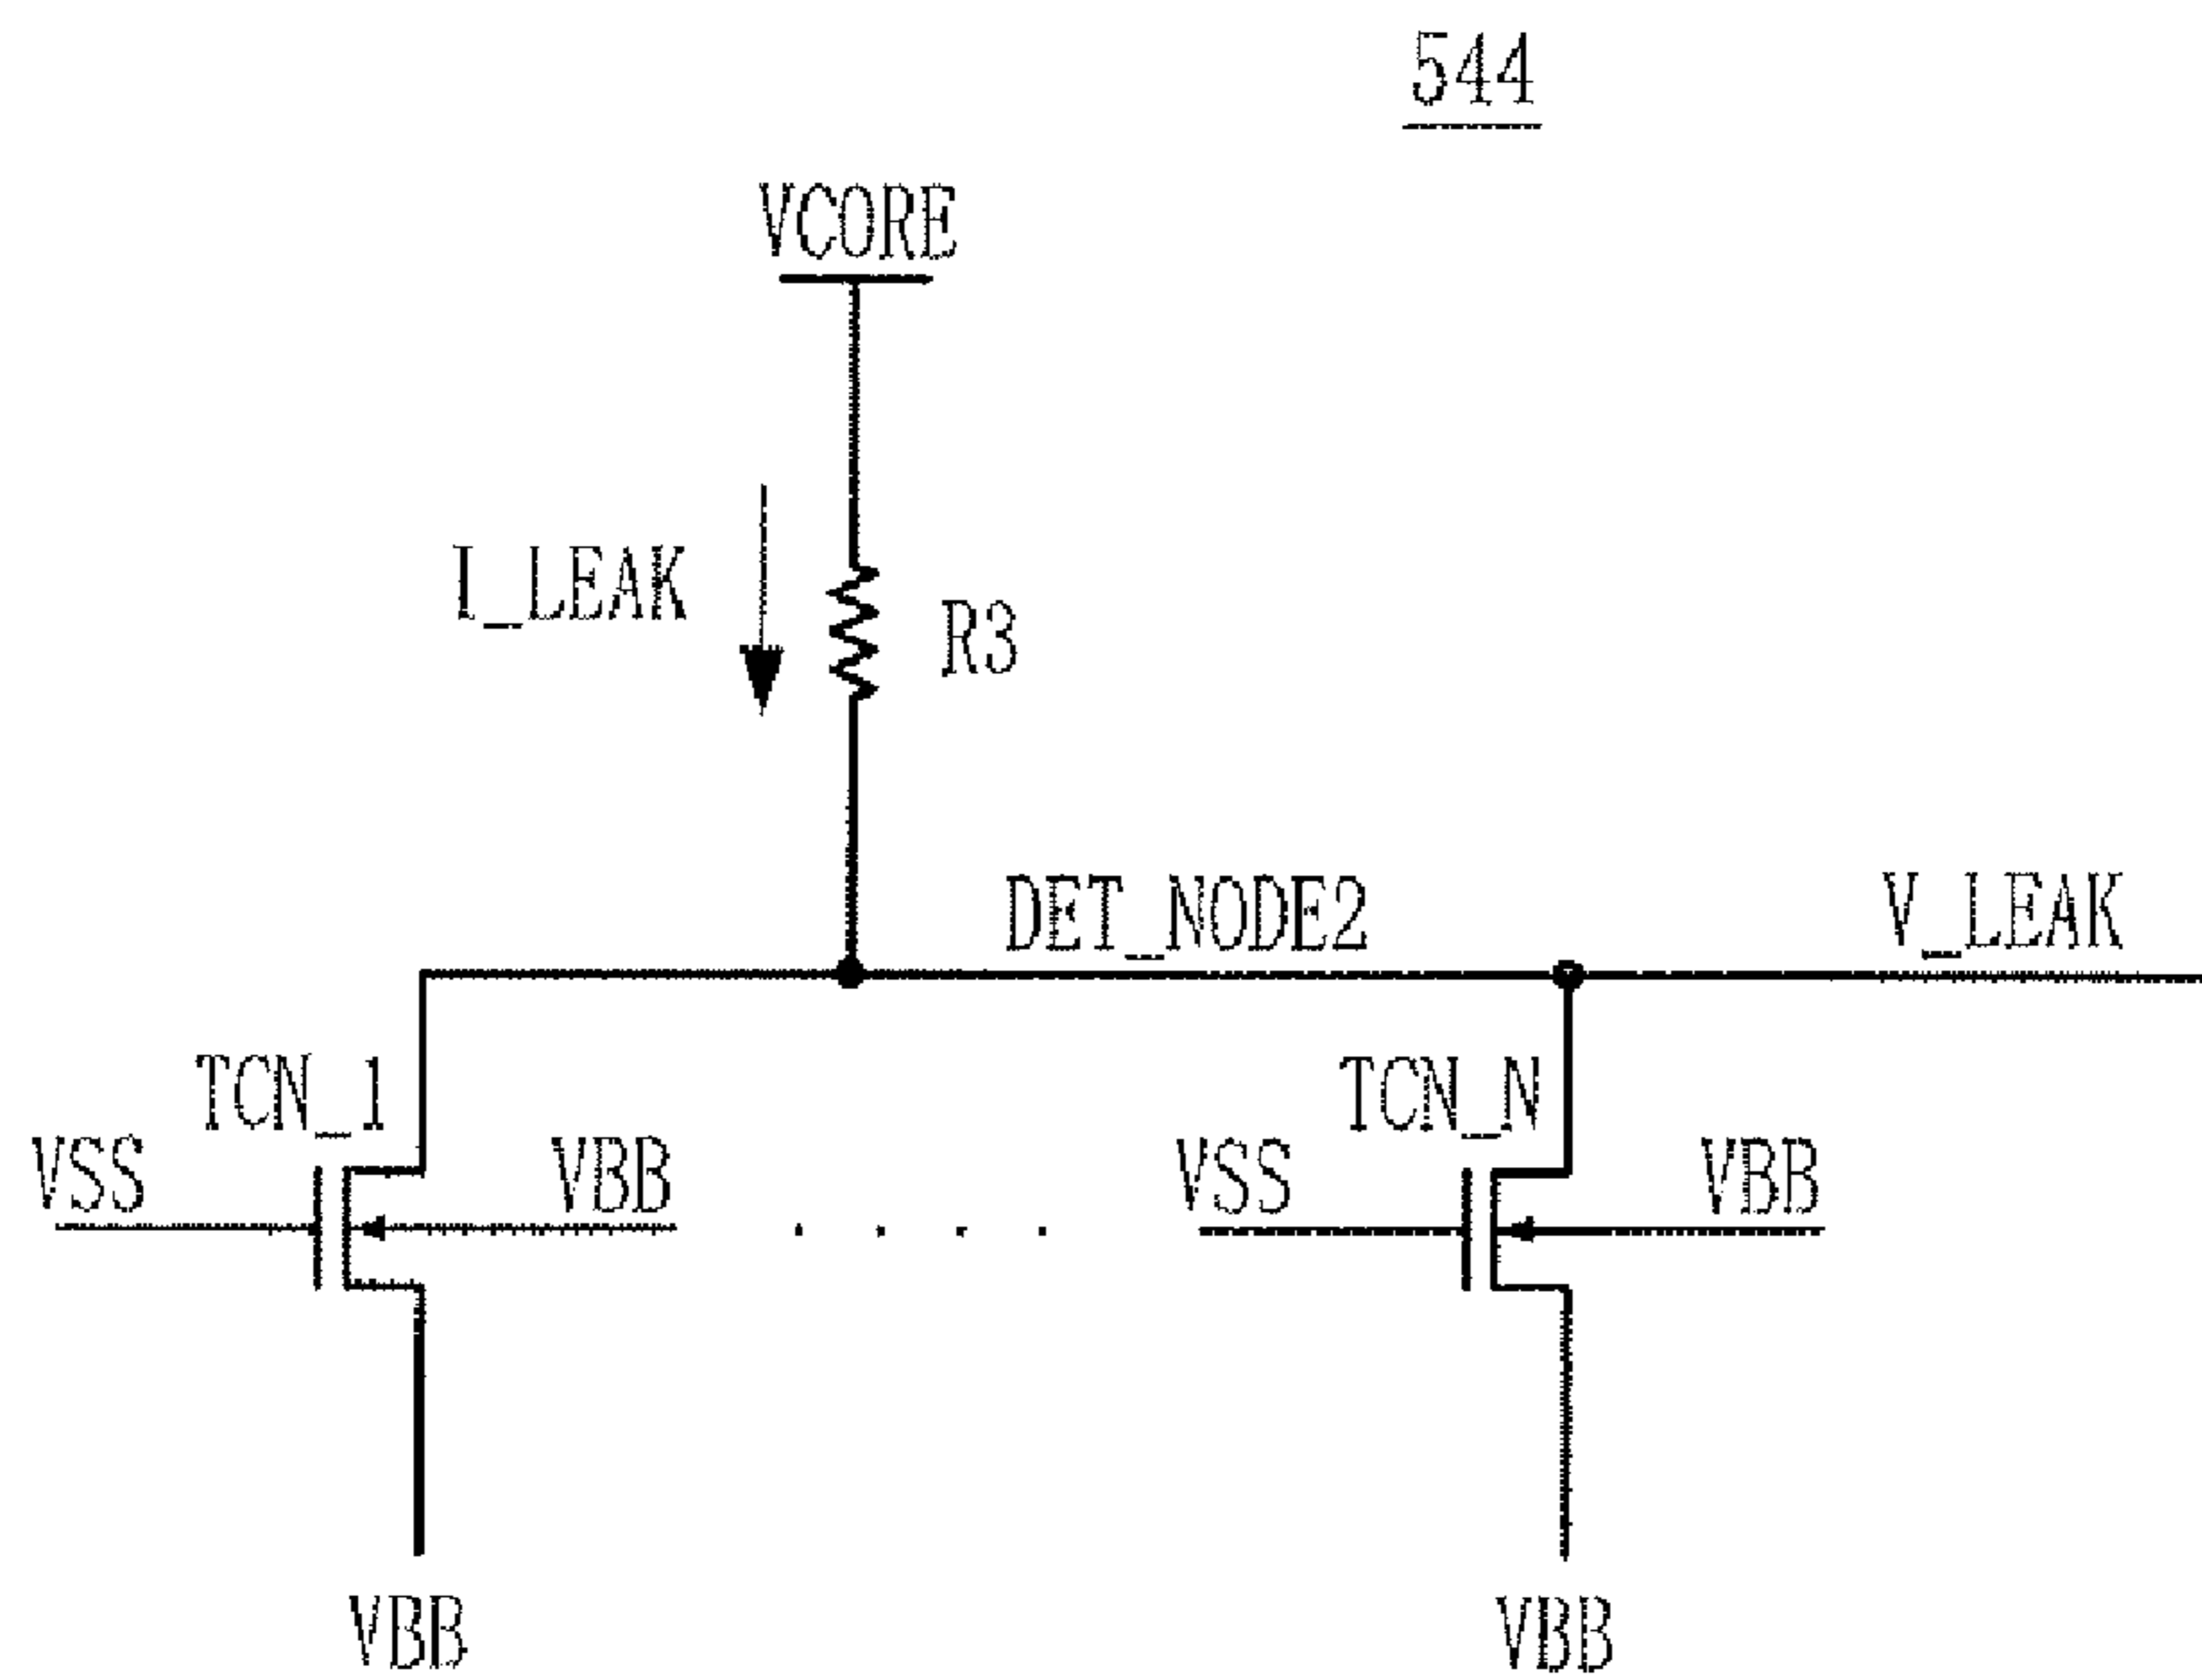 544
VCORE
I_LEAK
R3
DET_NODE2
V_LEAK
TCN_1
TCN_N
VSS
VBB
VSS
VBB
VBB
VBB